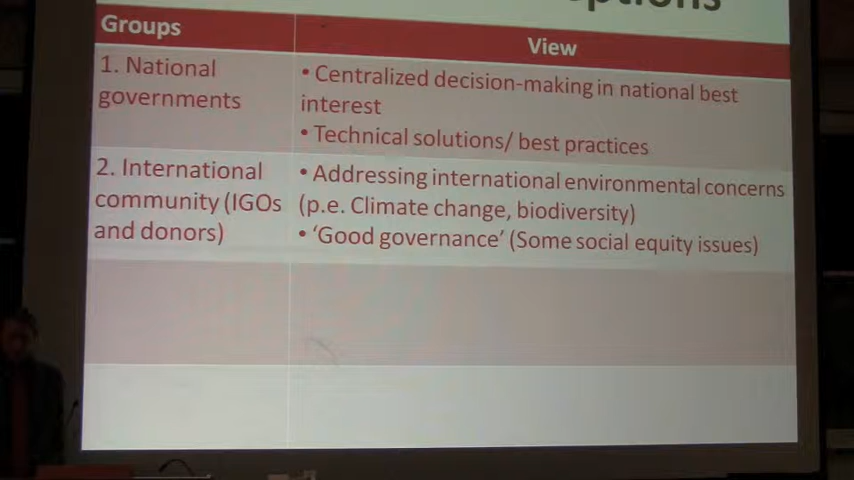 Groups
View
1. National
governments
• Centralized decision-making in national best
interest
• Technical solutions/ best practices
2. International
community (IGOs
and donors)
• Addressing international environmental concerns
(p.e. Climate change, biodiversity)
• ‘Good governance’ (Some social equity issues)